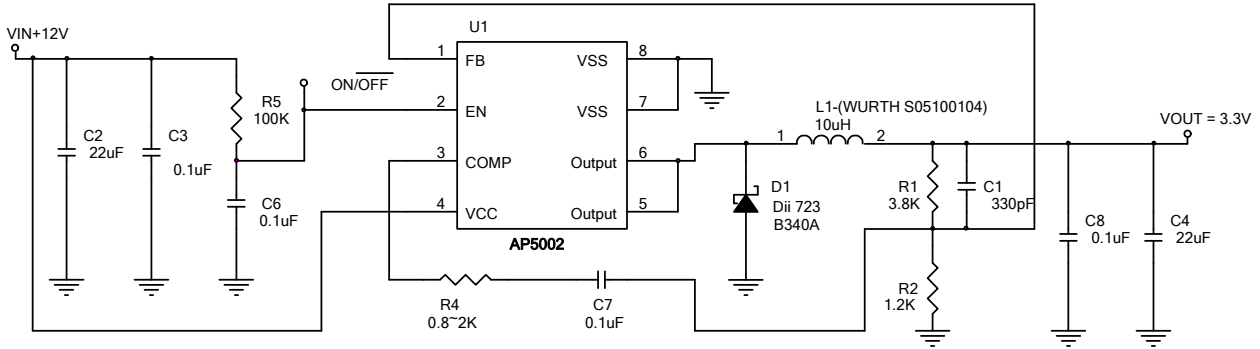 VIN+12V
U1
1
FB
VSS
8
ON/OFF
R5
100K
2
EN
VSS
7
L1-(WURTH S05100104)
10uH
1
2
VOUT = 3.3V
C2
22uF
C3
0.1uF
3
COMP
Output
6
C6
0.1uF
4
VCC
Output
5
AP5002
D1
Dii 723
B340A
R1
3.8K
C1
330pF
C8
0.1uF
C4
22uF
R4
0.8~2K
C7
0.1uF
R2
1.2K